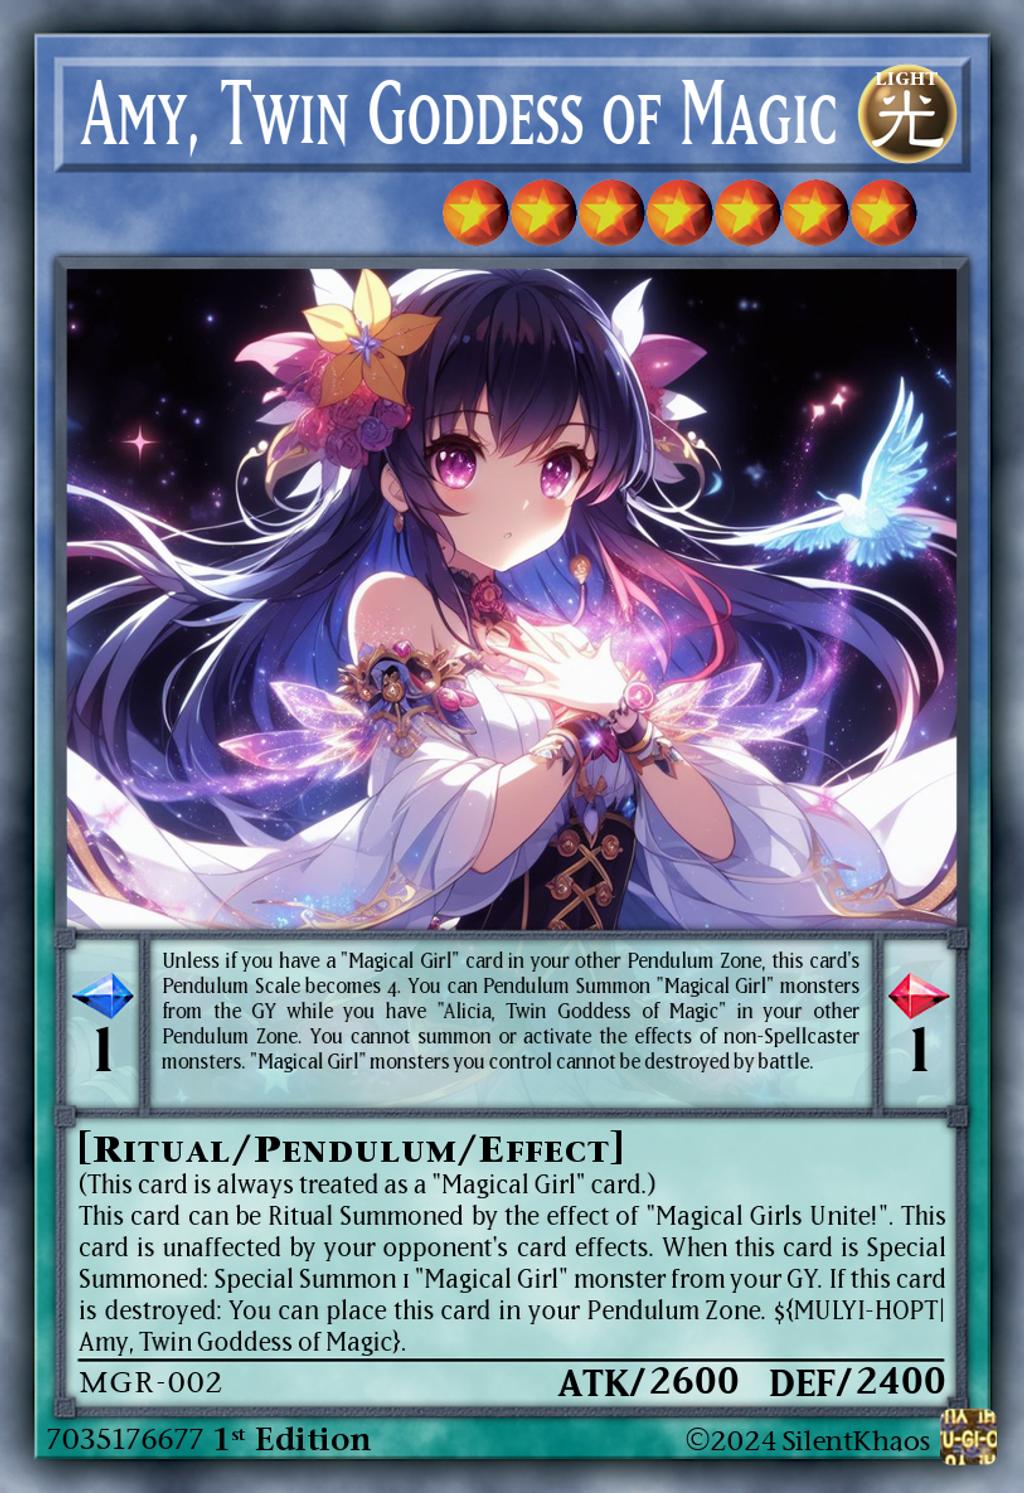 Amy, Twin Goddess of Magic
LIGHT
光
Unless if you have a "Magical Girl" card in your other Pendulum Zone, this card's
Pendulum Scale becomes 4. You can Pendulum Summon "Magical Girl" monsters
from the GY while you have "Alicia, Twin Goddess of Magic" in your other
Pendulum Zone. You cannot summon or activate the effects of non-Spellcaster
monsters. "Magical Girl" monsters you control cannot be destroyed by battle.
1
1
[Ritual/Pendulum/Effect]
(This card is always treated as a "Magical Girl" card.)
This card can be Ritual Summoned by the effect of "Magical Girls Unite!". This
card is unaffected by your opponent's card effects. When this card is Special
Summoned: Special Summon 1 "Magical Girl" monster from your GY. If this card
is destroyed: You can place this card in your Pendulum Zone. ${MULYI-HOPT|
Amy, Twin Goddess of Magic}.
MGR-002
ATK/2600 DEF/2400
7035176677 1st Edition
©2024 SilentKhaos
U-GI-O